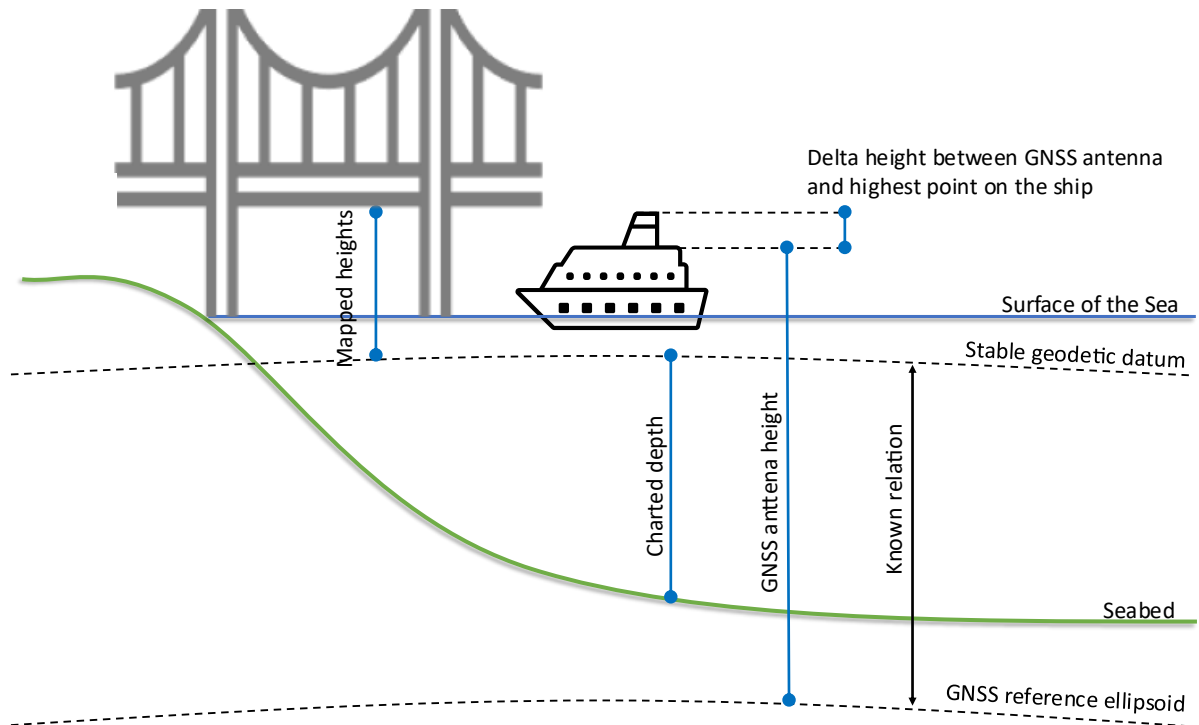 Delta height between GNSS antenna
and highest point on the ship
Mapped heights
Surface of the Sea
Stable geodetic datum
Charted depth
GNSS anttena height
Known relation
Seabed
GNSS reference ellipsoid